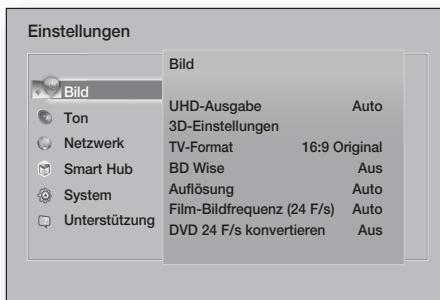 Einstellungen
Bild
Ton
Netzwerk
Smart Hub
System
Unterstützung
Bild
UHD-Ausgabe Auto
3D-Einstellungen
TV-Format 16:9 Original
BD Wise Aus
Auflösung Auto
Film-Bildfrequenz (24 F/s) Auto
DVD 24 F/s konvertieren Aus